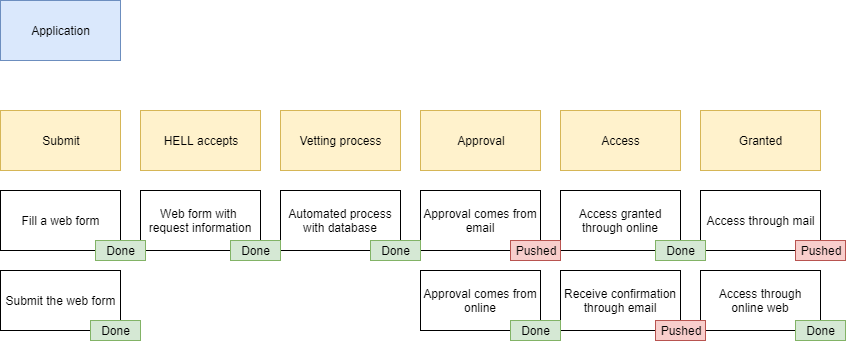 Application
Submit
HELL accepts
Vetting process
Approval
Access
Granted
Fill a web form
Done
Web form with
request information
Done
Automated process
with database
Done
Approval comes from
email
Pushed
Access granted
through online
Done
Access through mail
Pushed
Submit the web form
Done
Approval comes from
online
Done
Receive confirmation
through email
Pushed
Access through
online web
Done